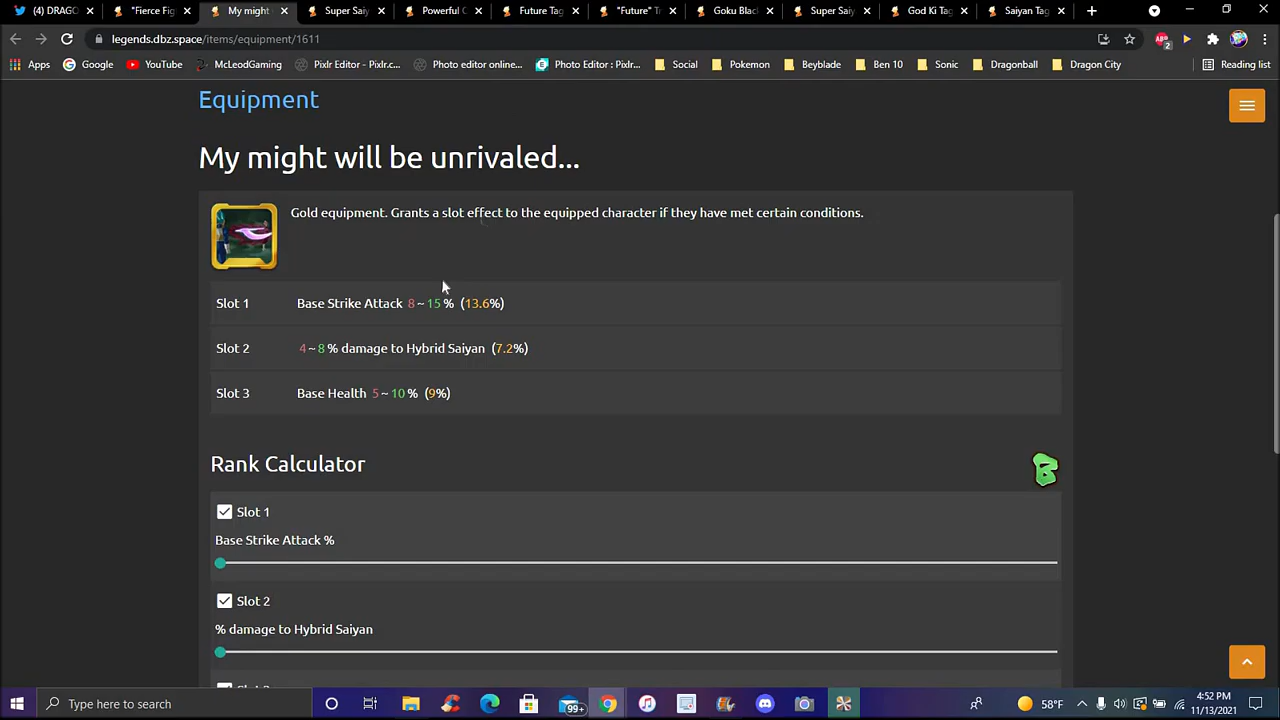 (4) DRAGO
"Fierce Fig
My might
Super Saiy
Powerful C
Future Tag
"Future" Tr
Goku Blac
Super Saiy
God Ki Tag
Saiyan Tag
legends.dbz.space/items/equipment/1611
ABP 2
Apps Google YouTube McLeodGaming Pixlr Editor - Pixlr.c... Photo editor online... Photo Editor : Pixlr... Social Pokemon Beyblade Ben 10 Sonic Dragonball Dragon City Reading list
Equipment
My might will be unrivaled...
Gold equipment. Grants a slot effect to the equipped character if they have met certain conditions.
Slot 1 Base Strike Attack 8 ~ 15 % (13.6%)
Slot 2 4 ~ 8 % damage to Hybrid Saiyan (7.2%)
Slot 3 Base Health 5 ~ 10 % (9%)
Rank Calculator B
Slot 1
Base Strike Attack %
Slot 2
% damage to Hybrid Saiyan
Type here to search
99+
58°F
4:52 PM
11/13/2021